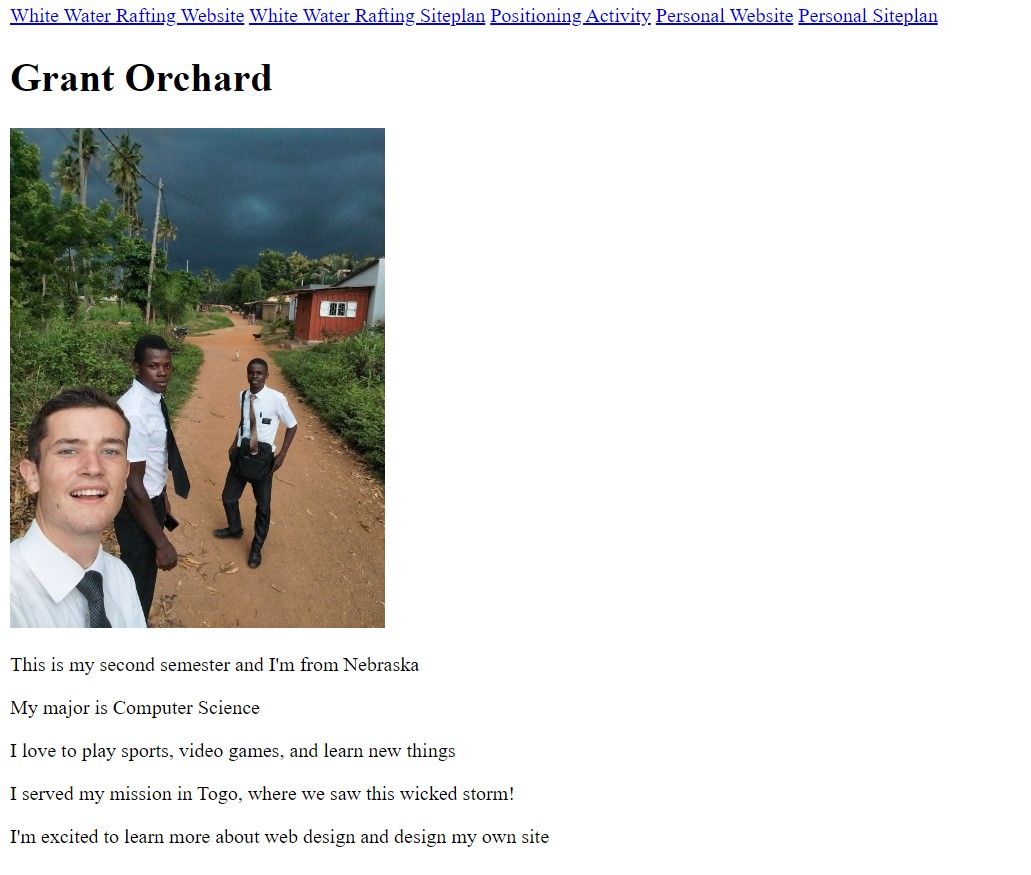 White Water Rafting Website White Water Rafting Siteplan Positioning Activity Personal Website Personal Siteplan
Grant Orchard
This is my second semester and I'm from Nebraska
My major is Computer Science
I love to play sports, video games, and learn new things
I served my mission in Togo, where we saw this wicked storm!
I'm excited to learn more about web design and design my own site